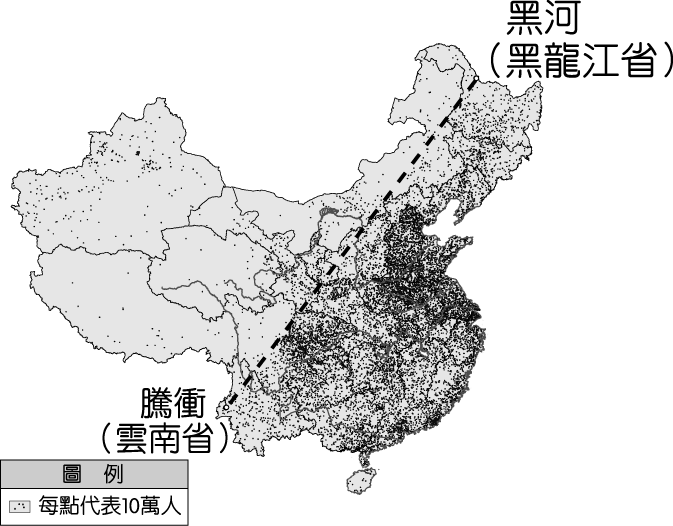 黑河
（黑龍江省）
騰衝
（雲南省）
圖 例
每點代表10萬人